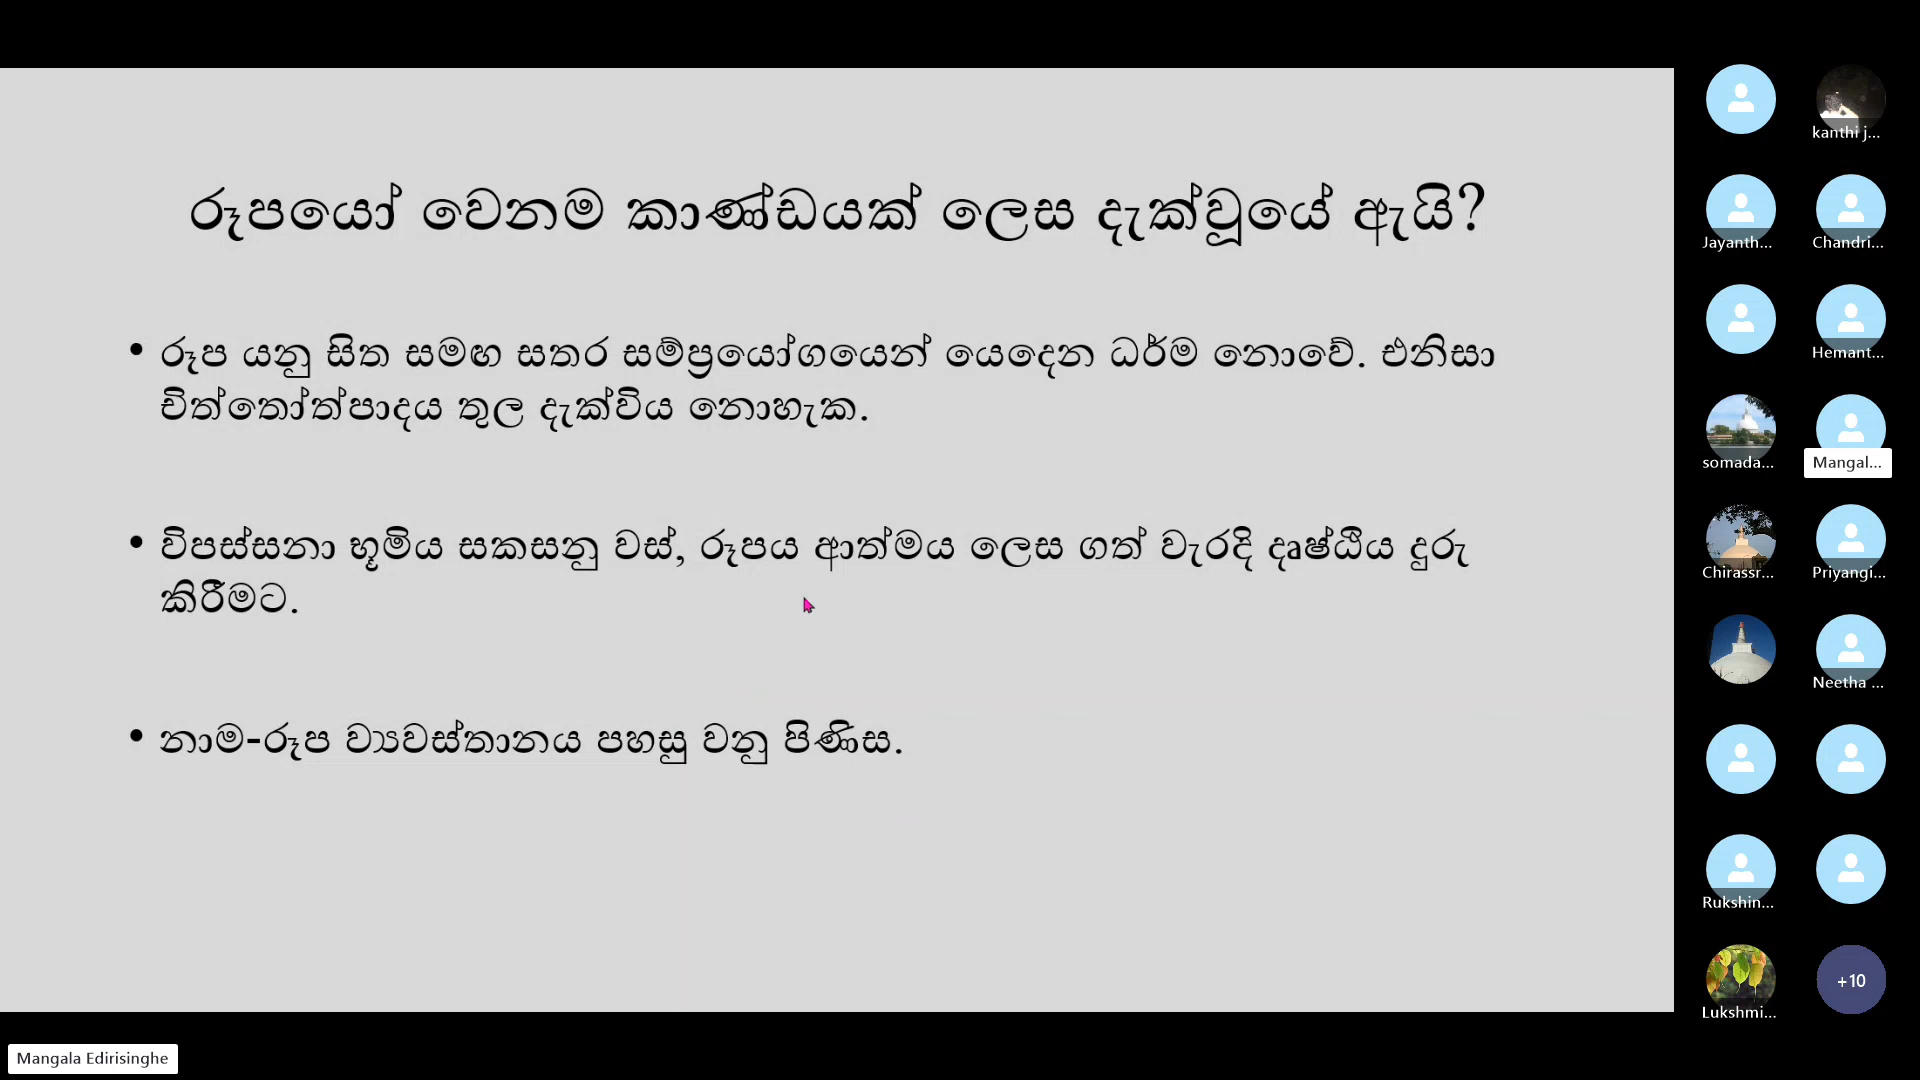 රූපයෝ වෙනම කාණ්ඩයක් ලෙස දැක්වූයේ ඇයි?
• රූප යනු සිත සමඟ සතර සම්ප්‍රයෝගයෙන් යෙදෙන ධර්ම නොවේ. එනිසා
චිත්තෝත්පාදය තුල දැක්විය නොහැක.
• විපස්සනා භූමිය සකසනු වස්, රූපය ආත්මය ලෙස ගත් වැරදි දෘෂ්ඨිය දුරු
කිරීමට.
• නාම-රූප ව්‍යවස්තානය පහසු වනු පිණිස.
kanthi j...
Jayanth...
Chandri...
Hemant...
somada...
Mangal...
Chirassr...
Priyangi...
Neetha ...
Rukshin...
Lukshmi...
+10
Mangala Edirisinghe